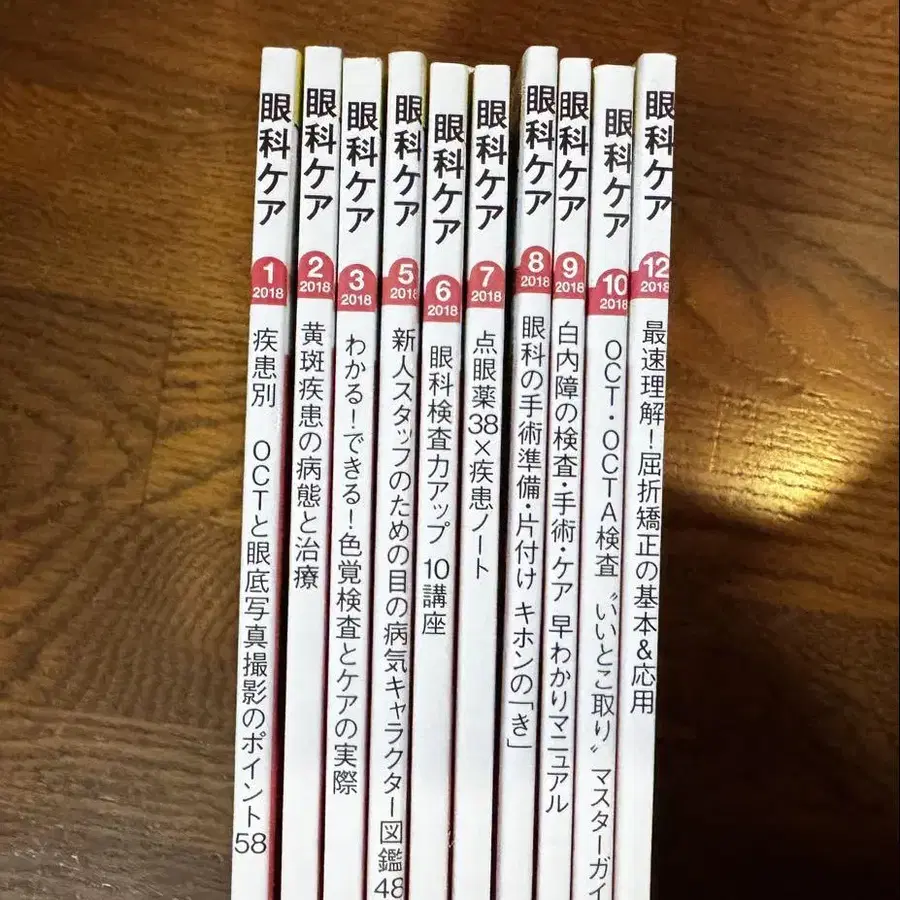 眼科ケア
1
2018
疾患別 OCTと眼底写真撮影のポイント58
眼科ケア
2
2018
黄斑疾患の病態と治療
眼科ケア
3
2018
わかる!できる!色覚検査とケアの実際
眼科ケア
5
2018
新人スタッフのための目の病気キャラクター図鑑48
眼科ケア
6
2018
眼科検査力アップ 10講座
眼科ケア
7
2018
点眼薬38×疾患ノート
眼科ケア
8
2018
眼科の手術準備・片付け キホンの「き」
眼科ケア
9
2018
白内障の検査・手術・ケア 早わかりマニュアル
眼科ケア
10
2018
OCT・OCTA検査 〝いいとこ取り〟 マスターガイ
眼科ケア
12
2018
最速理解!屈折矯正の基本&応用